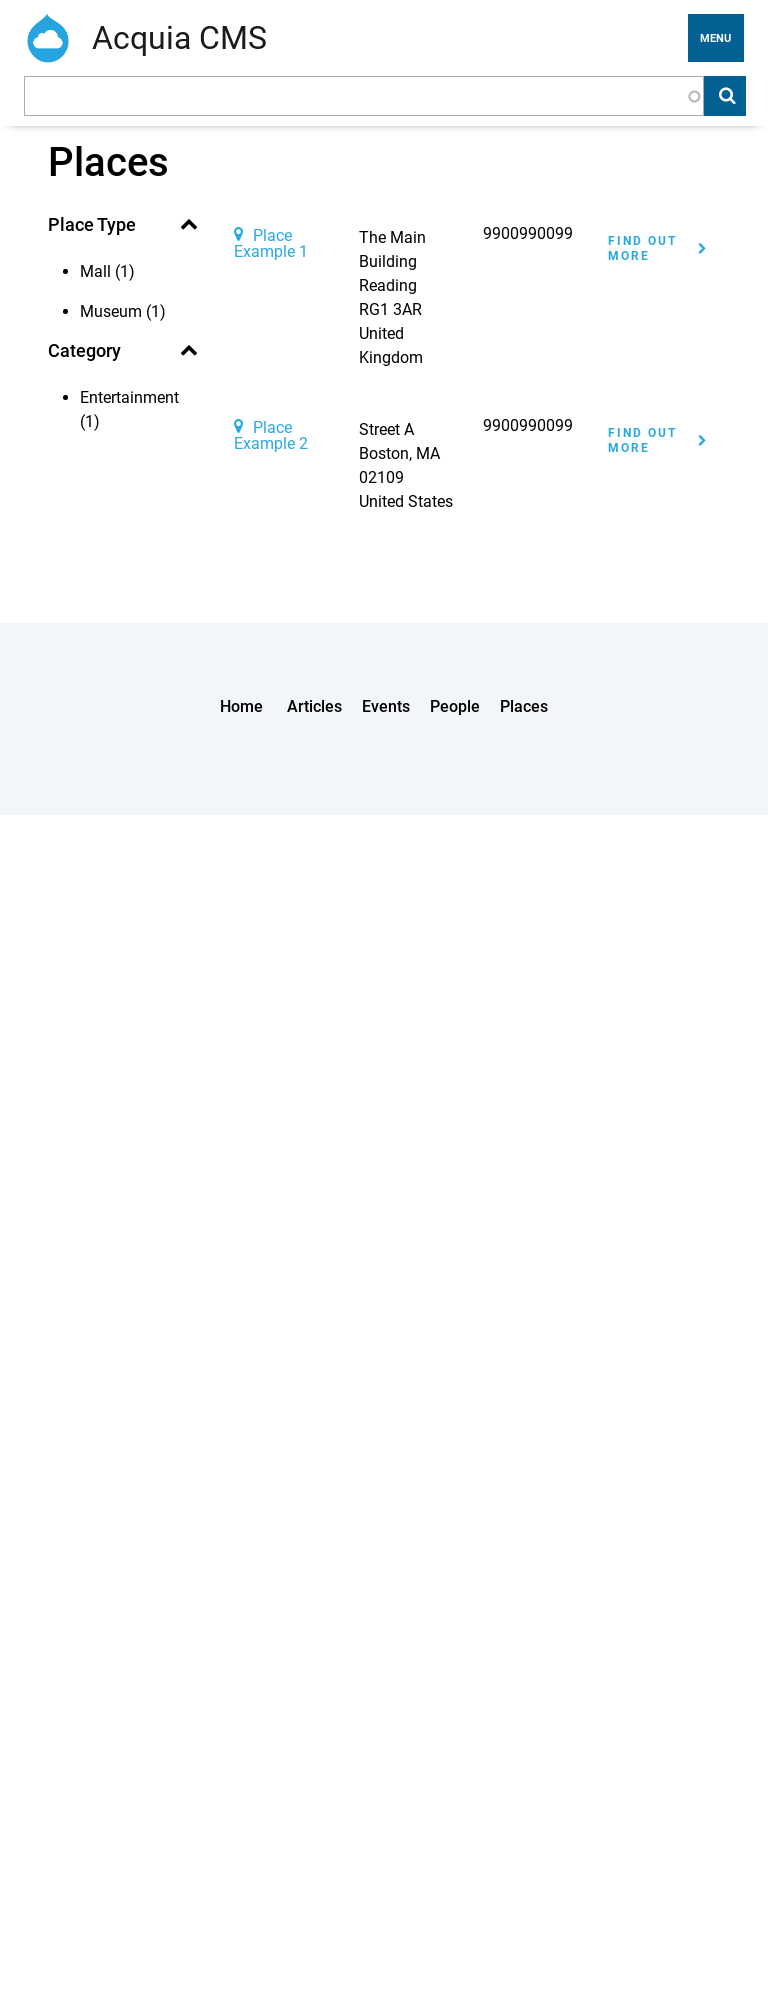 Acquia CMS
MENU
Places
Place Type
Mall (1)
Museum (1)
Category
Entertainment
(1)
Place
Example 1
The Main
Building
Reading
RG1 3AR
United
Kingdom
9900990099
FIND OUT
MORE
Place
Example 2
Street A
Boston, MA
02109
United States
9900990099
FIND OUT
MORE
Home Articles Events People Places